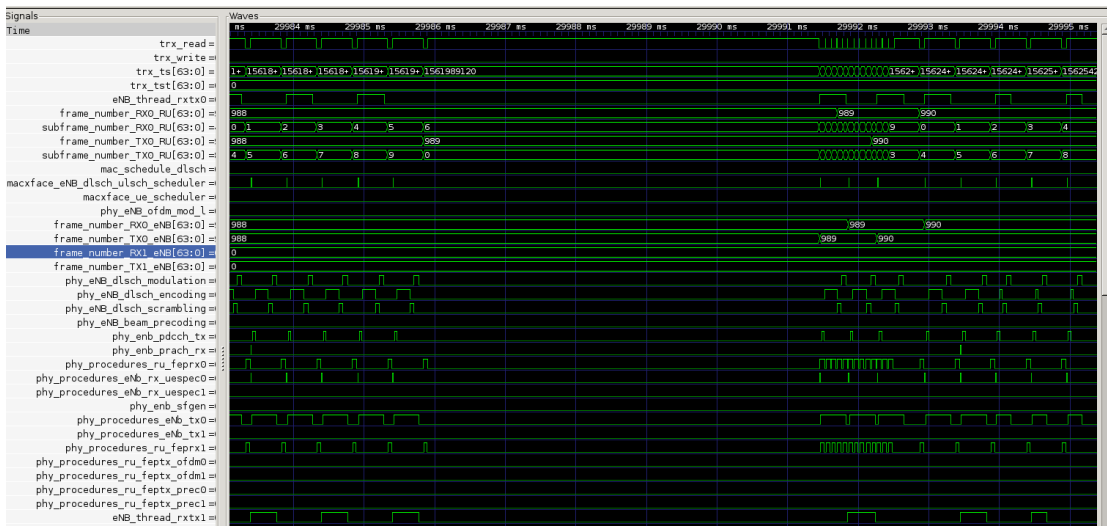 Signals
Waves
Time
ms 29984 ms 29985 ms 29986 ms 29987 ms 29988 ms 29989 ms 29990 ms 29991 ms 29992 ms 29993 ms 29994 ms 29995 ms
trx_read =
trx_write =
trx_ts[63:0] = 1+ 15618+ 15618+ 15618+ 15619+ 15619+ 1561989120 1562+ 15624+ 15624+ 15624+ 15625+ 1562542
trx_tst[63:0] = 0
eNB_thread_rxtx0 =
frame_number_RX0_RU[63:0] = 988 989 990
subframe_number_RX0_RU[63:0] = 0 1 2 3 4 5 6 9 0 1 2 3 4
frame_number_TX0_RU[63:0] = 988 989 990
subframe_number_TX0_RU[63:0] = 4 5 6 7 8 9 0 3 4 5 6 7 8
mac_schedule_dlsch =
macxface_eNB_dlsch_ulsch_scheduler =
macxface_ue_scheduler =
phy_eNB_ofdm_mod_l =
frame_number_RX0_eNB[63:0] = 988 989 990
frame_number_TX0_eNB[63:0] = 988 989 990
frame_number_RX1_eNB[63:0] = 0
frame_number_TX1_eNB[63:0] = 0
phy_eNB_dlsch_modulation =
phy_eNB_dlsch_encoding =
phy_eNB_dlsch_scrambling =
phy_eNB_beam_precoding =
phy_enb_pdcch_tx =
phy_enb_prach_rx =
phy_procedures_ru_feprx0 =
phy_procedures_eNb_rx_uespec0 =
phy_procedures_eNb_rx_uespec1 =
phy_enb_sfgen =
phy_procedures_eNb_tx0 =
phy_procedures_eNb_tx1 =
phy_procedures_ru_feprx1 =
phy_procedures_ru_feptx_ofdm0 =
phy_procedures_ru_feptx_ofdm1 =
phy_procedures_ru_feptx_prec0 =
phy_procedures_ru_feptx_prec1 =
eNB_thread_rxtx1 =